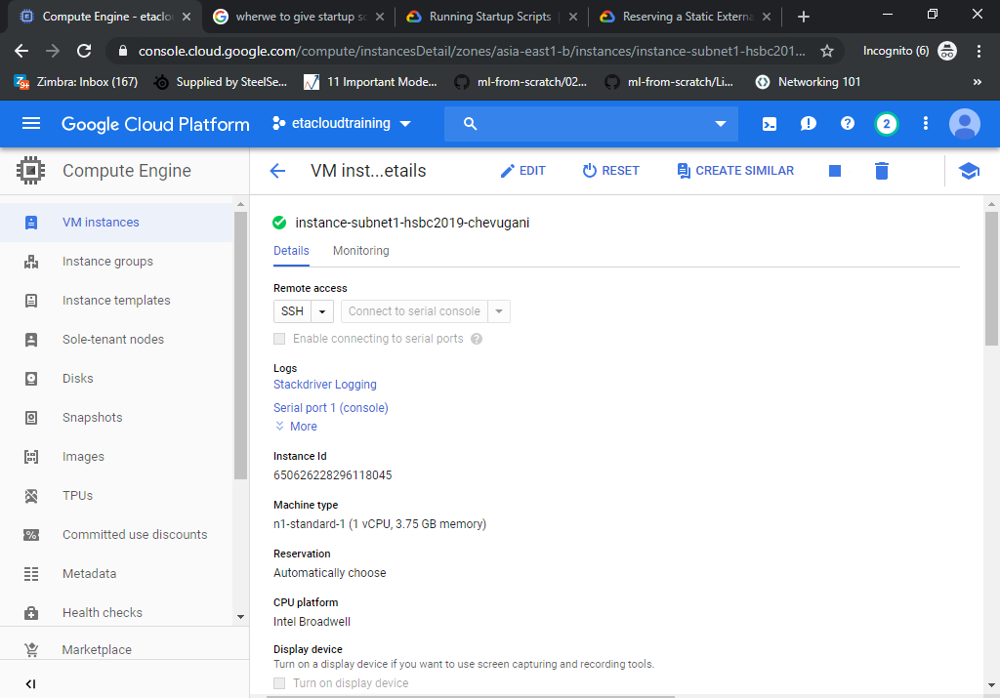 Compute Engine - etaclo
wherwe to give startup sc
Running Startup Scripts
Reserving a Static Externa
console.cloud.google.com/compute/instancesDetail/zones/asia-east1-b/instances/instance-subnet1-hsbc201...
Incognito (6)
Zimbra: Inbox (167)
Supplied by SteelSe...
11 Important Mode...
ml-from-scratch/02...
ml-from-scratch/Li...
Networking 101
»
Google Cloud Platform
etacloudtraining
2
Compute Engine
VM inst...etails
EDIT
RESET
CREATE SIMILAR
VM instances
Instance groups
Instance templates
Sole-tenant nodes
Disks
Snapshots
Images
TPUs
Committed use discounts
Metadata
Health checks
Marketplace
instance-subnet1-hsbc2019-chevugani
Details
Monitoring
Remote access
SSH
Connect to serial console
Enable connecting to serial ports
Logs
Stackdriver Logging
Serial port 1 (console)
More
Instance Id
650626228296118045
Machine type
n1-standard-1 (1 vCPU, 3.75 GB memory)
Reservation
Automatically choose
CPU platform
Intel Broadwell
Display device
Turn on a display device if you want to use screen capturing and recording tools.
Turn on display device